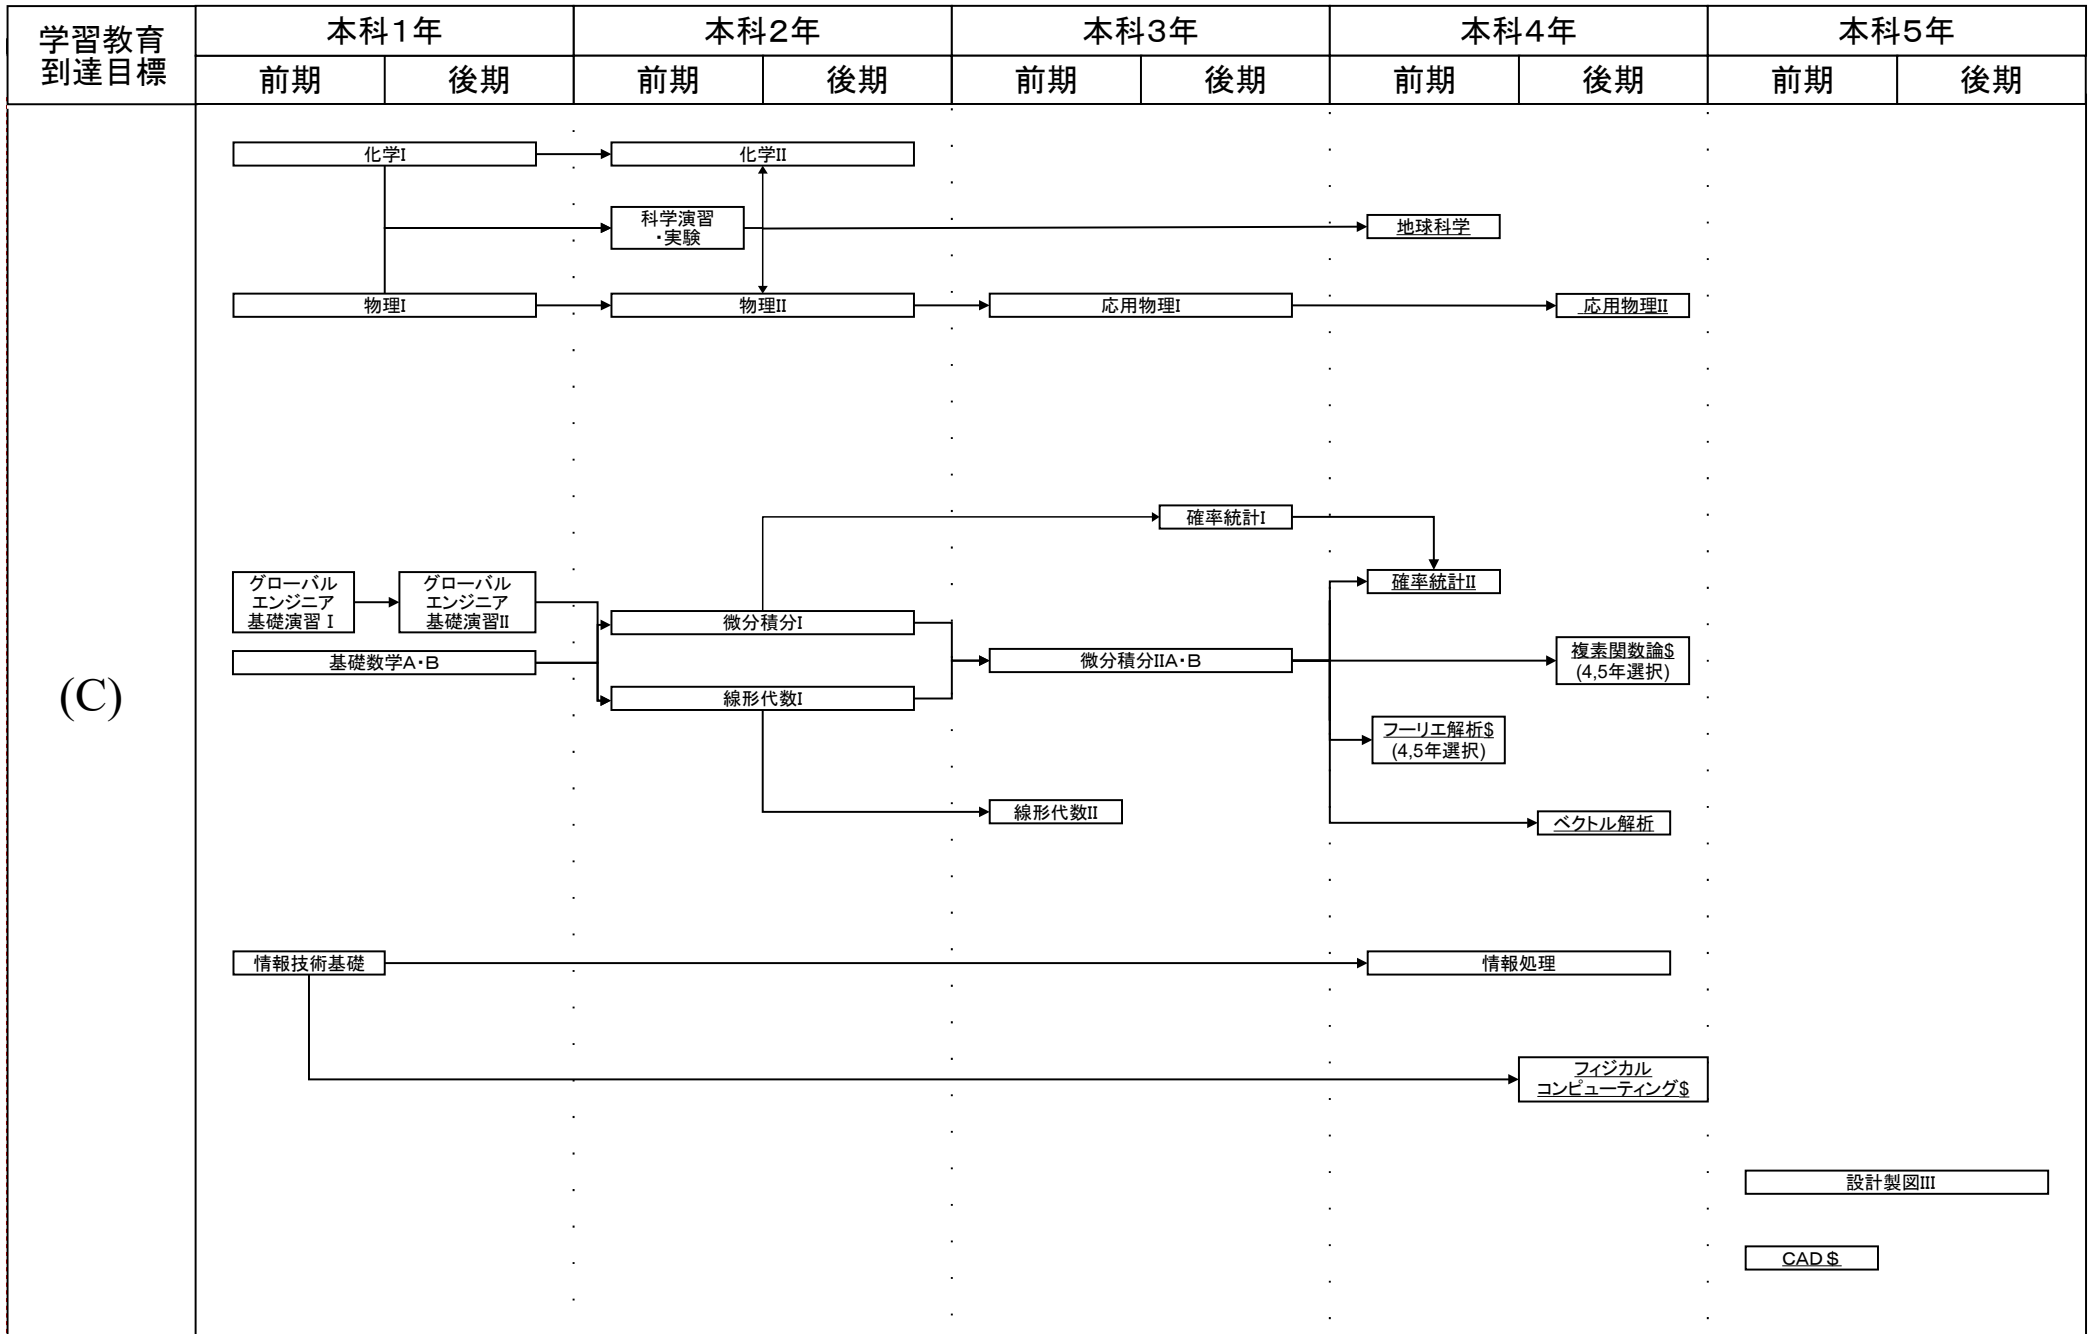 学習教育
到達目標
本科1年
本科2年
本科3年
本科4年
本科5年
前期
後期
前期
後期
前期
後期
前期
後期
前期
後期
(C)
化学I
化学II
科学演習
・実験
地球科学
物理I
物理II
応用物理I
応用物理II
確率統計I
グローバル
エンジニア
基礎演習 I
グローバル
エンジニア
基礎演習II
確率統計II
微分積分I
基礎数学A・B
微分積分IIA・B
複素関数論$
(4,5年選択)
線形代数I
フーリエ解析$
(4,5年選択)
線形代数II
ベクトル解析
情報技術基礎
情報処理
フィジカル
コンピューティング$
設計製図III
CAD $